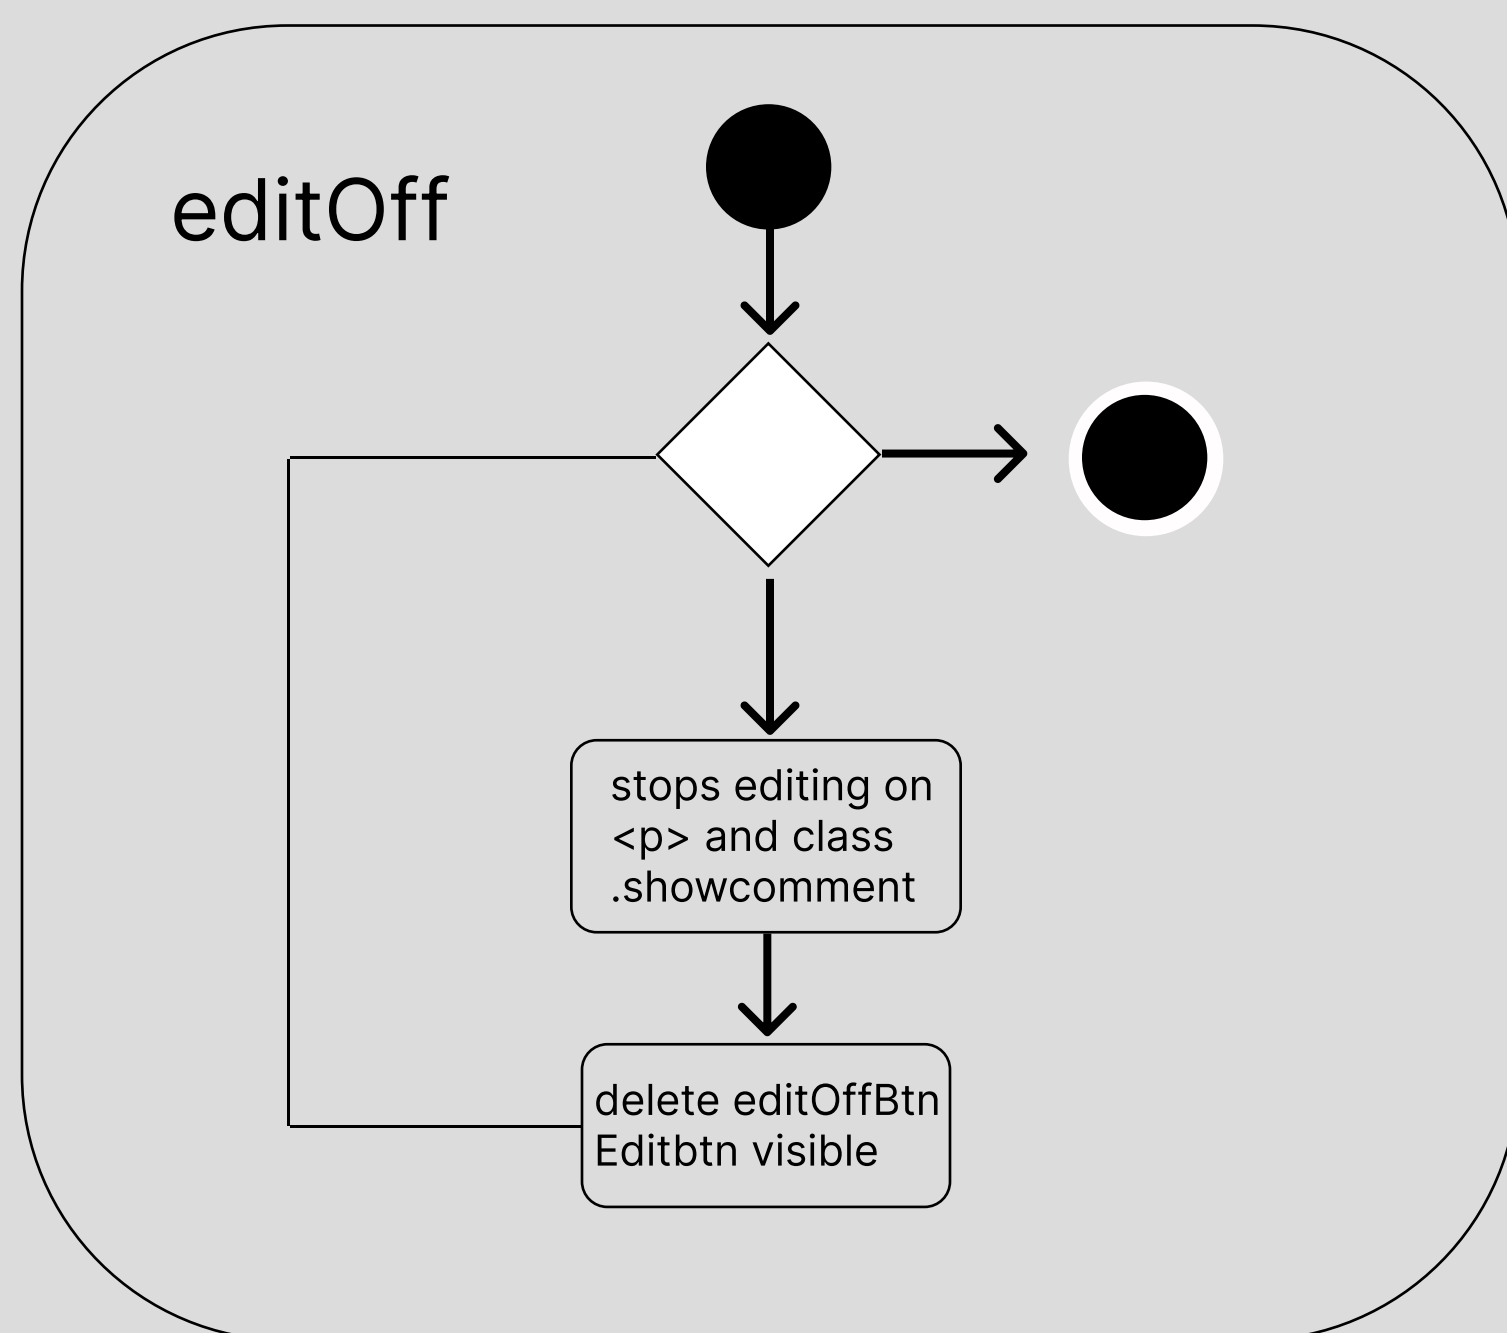 editOff
stops editing on
<p> and class
.showcomment
delete editOffBtn
Editbtn visible